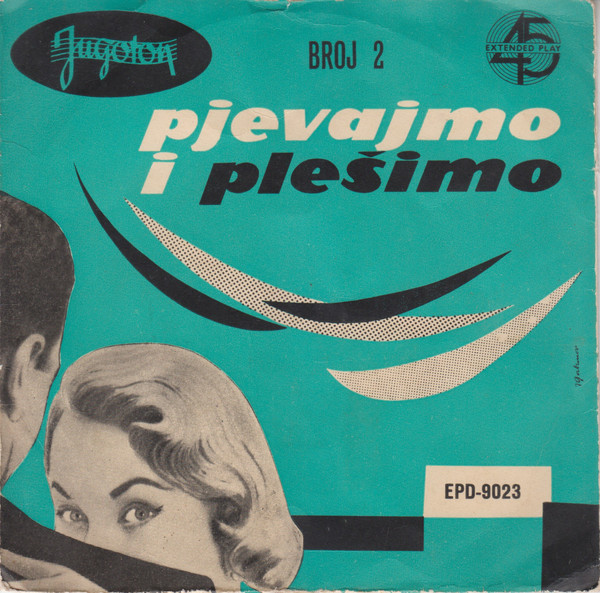 Jugoton
BROJ 2
45
EXTENDED PLAY
pjevajmo
i plešimo
EPD-9023